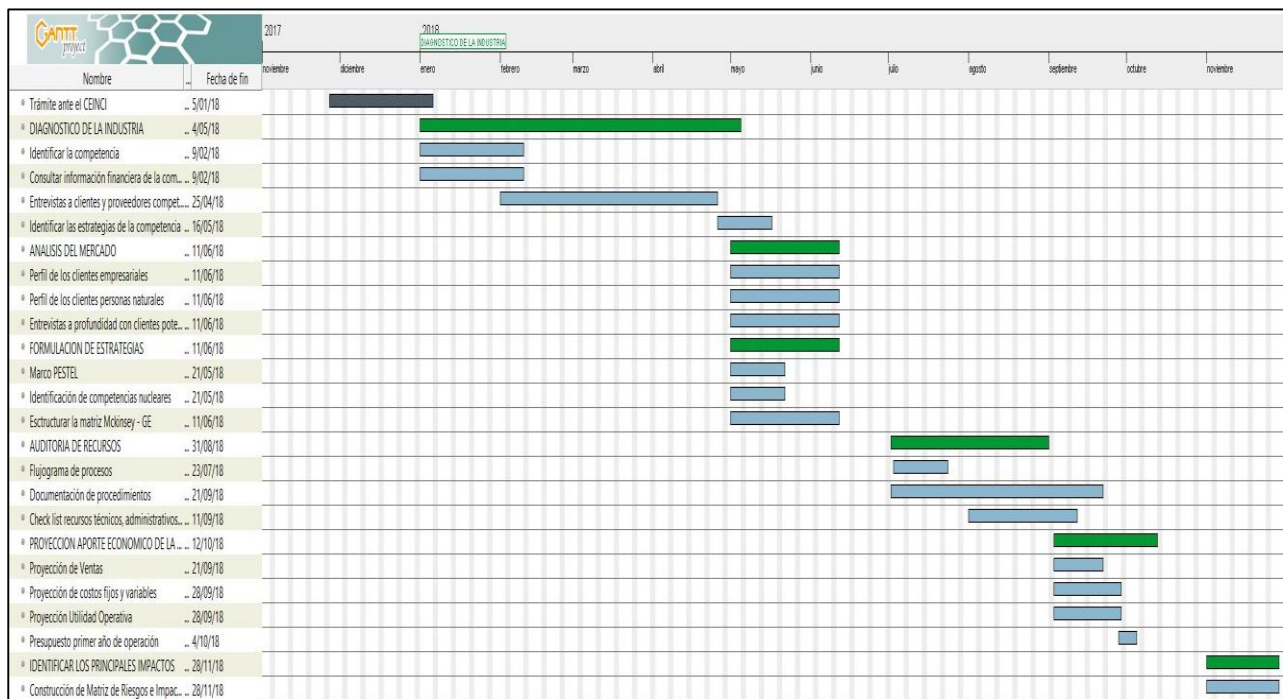 GANTT
project
2017
2018
DIAGNOSTICO DE LA INDUSTRIA
Nombre ... Fecha de fin
noviembre diciembre enero febrero marzo abril mayo junio julio agosto septiembre octubre noviembre
Trámite ante el CEINCI ... 5/01/18
DIAGNOSTICO DE LA INDUSTRIA ... 4/05/18
Identificar la competencia ... 9/02/18
Consultar información financiera de la com... ... 9/02/18
Entrevistas a clientes y proveedores compet... ... 25/04/18
Identificar las estrategias de la competencia ... 16/05/18
ANALISIS DEL MERCADO ... 11/06/18
Perfil de los clientes empresariales ... 11/06/18
Perfil de los clientes personas naturales ... 11/06/18
Entrevistas a profundidad con clientes pote... ... 11/06/18
FORMULACION DE ESTRATEGIAS ... 11/06/18
Marco PESTEL ... 21/05/18
Identificación de competencias nucleares ... 21/05/18
Esctructurar la matriz Mckinsey - GE ... 11/06/18
AUDITORIA DE RECURSOS ... 31/08/18
Flujograma de procesos ... 23/07/18
Documentación de procedimientos ... 21/09/18
Check list recursos técnicos, administrativos... ... 11/09/18
PROYECCION APORTE ECONOMICO DE LA ... ... 12/10/18
Proyección de Ventas ... 21/09/18
Proyección de costos fijos y variables ... 28/09/18
Proyección Utilidad Operativa ... 28/09/18
Presupuesto primer año de operación ... 4/10/18
IDENTIFICAR LOS PRINCIPALES IMPACTOS ... 28/11/18
Construcción de Matriz de Riesgos e Impac... ... 28/11/18